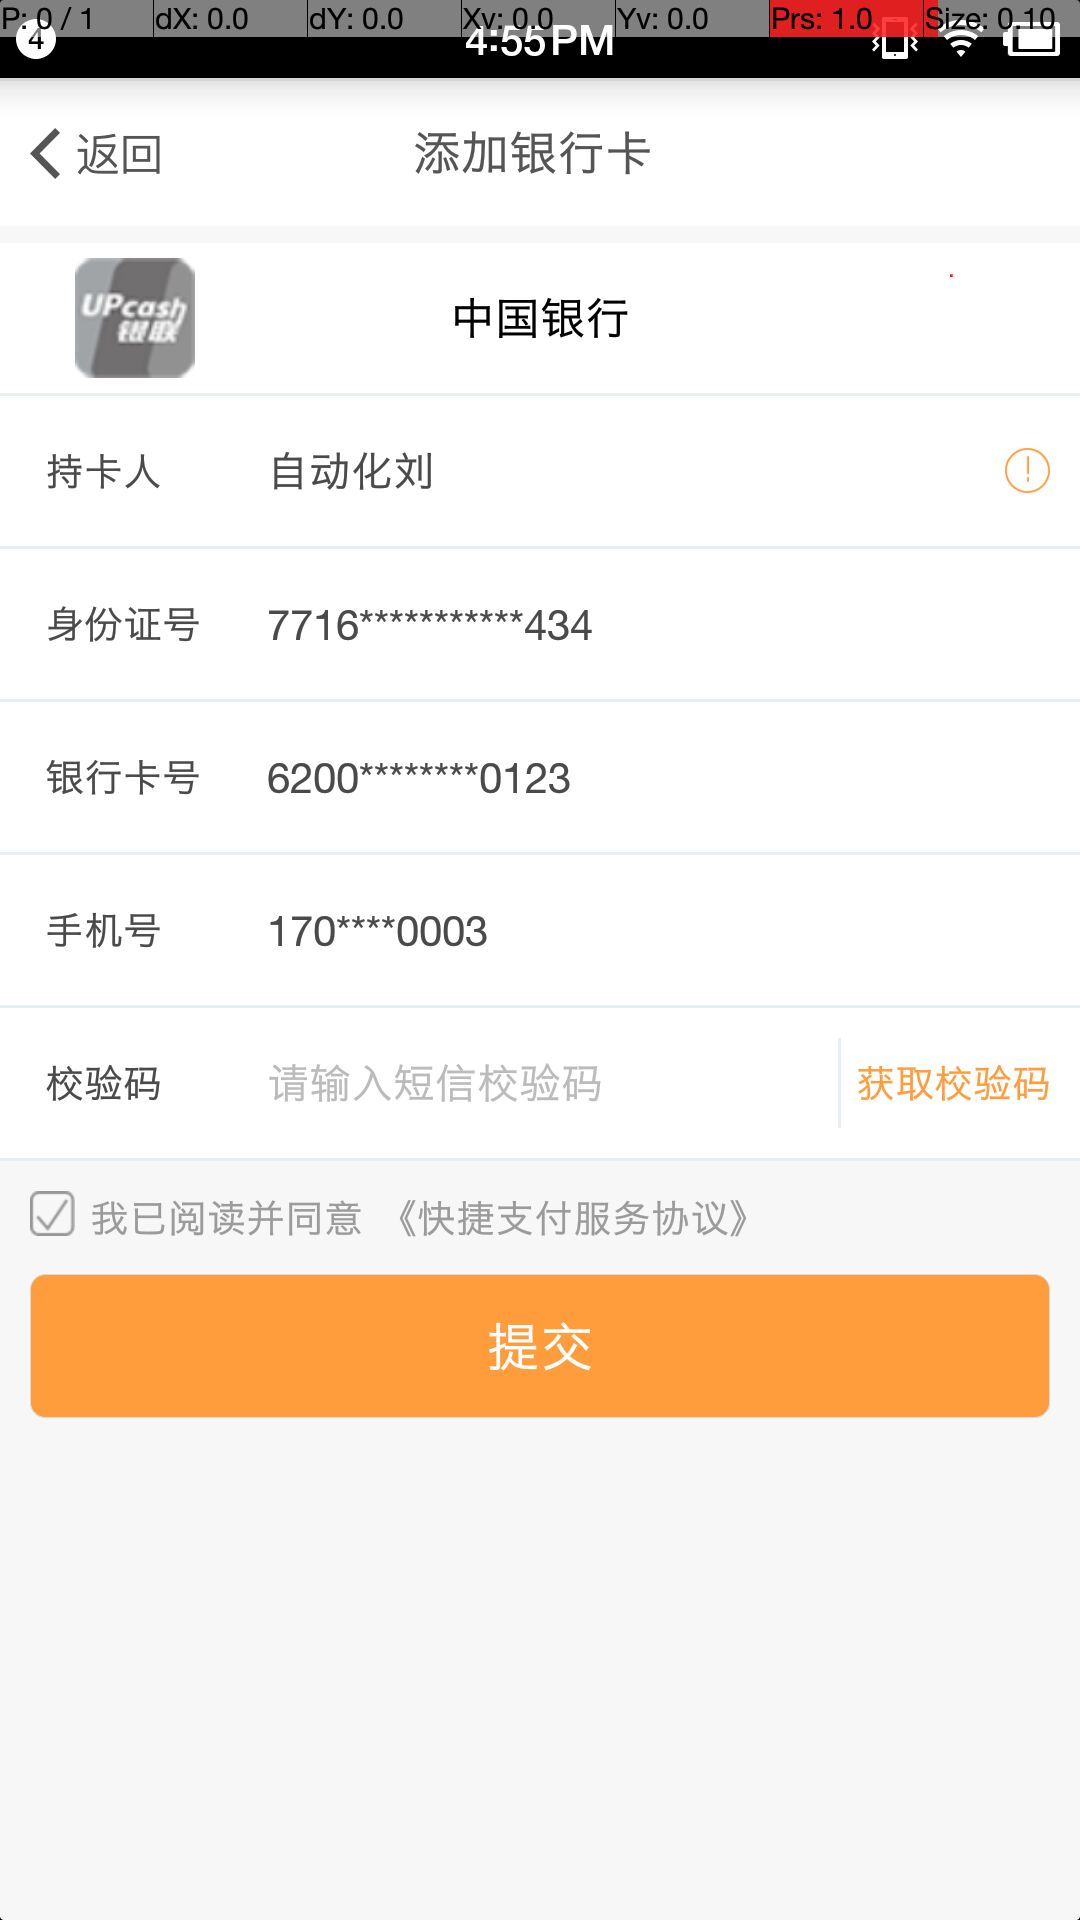 P: 0 / 1 dX: 0.0 dY: 0.0 Xv: 0.0 Yv: 0.0 Prs: 1.0 Size: 0.10
4 4:55 PM
返回 添加银行卡
UPcash
银联
中国银行
持卡人 自动化刘
身份证号 7716***********434
银行卡号 6200********0123
手机号 170****0003
校验码 请输入短信校验码 获取校验码
我已阅读并同意 《快捷支付服务协议》
提交